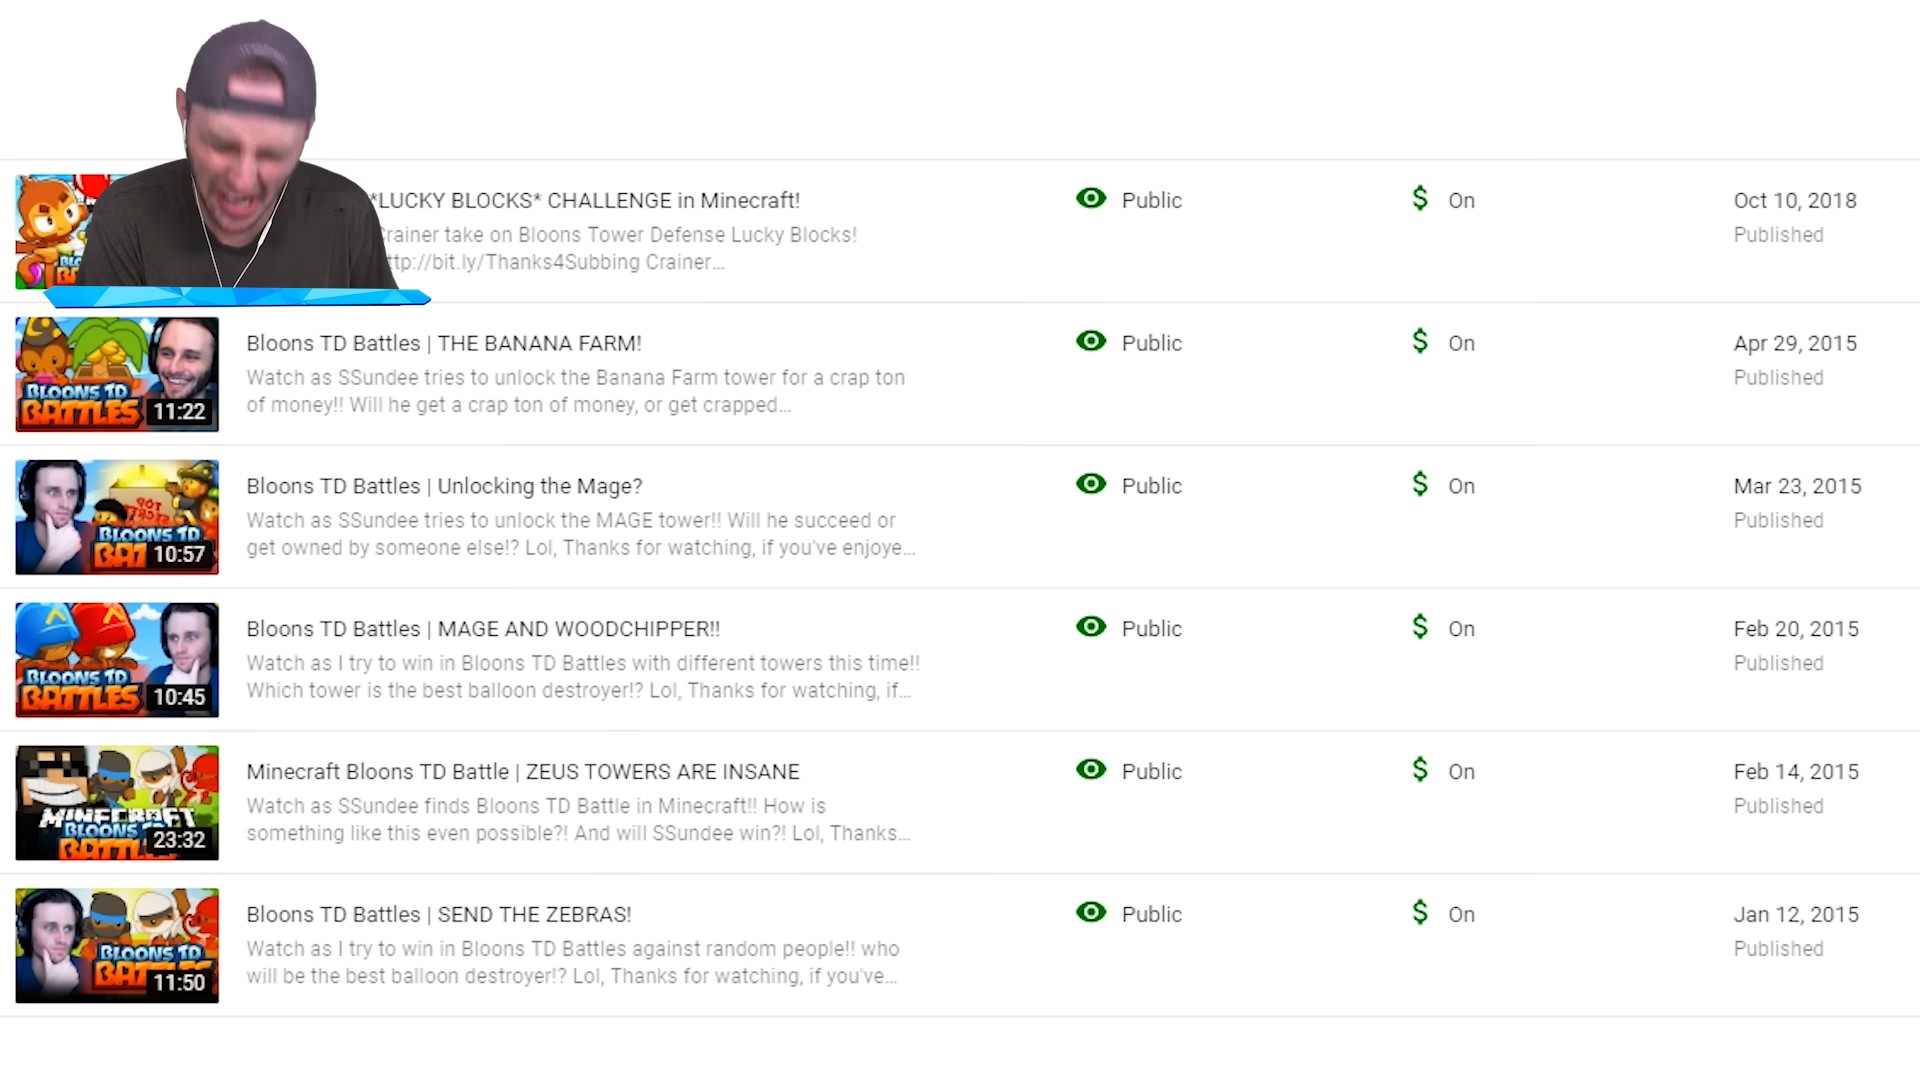 *LUCKY BLOCKS* CHALLENGE in Minecraft!
Public
$ On
Oct 10, 2018
Crainer take on Bloons Tower Defense Lucky Blocks!
Published
ttp://bit.ly/Thanks4Subbing Crainer...
BLOONS TD
BATTLES
11:22
Bloons TD Battles | THE BANANA FARM!
Public
$ On
Apr 29, 2015
Watch as SSundee tries to unlock the Banana Farm tower for a crap ton
Published
of money!! Will he get a crap ton of money, or get crapped...
TOP
SECRET
BLOONS TD
BAT
10:57
Bloons TD Battles | Unlocking the Mage?
Public
$ On
Mar 23, 2015
Watch as SSundee tries to unlock the MAGE tower!! Will he succeed or
Published
get owned by someone else!? Lol, Thanks for watching, if you've enjoye...
BLOONS TD
BATTLES
10:45
Bloons TD Battles | MAGE AND WOODCHIPPER!!
Public
$ On
Feb 20, 2015
Watch as I try to win in Bloons TD Battles with different towers this time!!
Published
Which tower is the best balloon destroyer!? Lol, Thanks for watching, if...
MINECRAFT
BLOONS
BATTL
23:32
Minecraft Bloons TD Battle | ZEUS TOWERS ARE INSANE
Public
$ On
Feb 14, 2015
Watch as SSundee finds Bloons TD Battle in Minecraft!! How is
Published
something like this even possible?! And will SSundee win?! Lol, Thanks...
BLOONS TD
BAT
11:50
Bloons TD Battles | SEND THE ZEBRAS!
Public
$ On
Jan 12, 2015
Watch as I try to win in Bloons TD Battles against random people!! who
Published
will be the best balloon destroyer!? Lol, Thanks for watching, if you've...